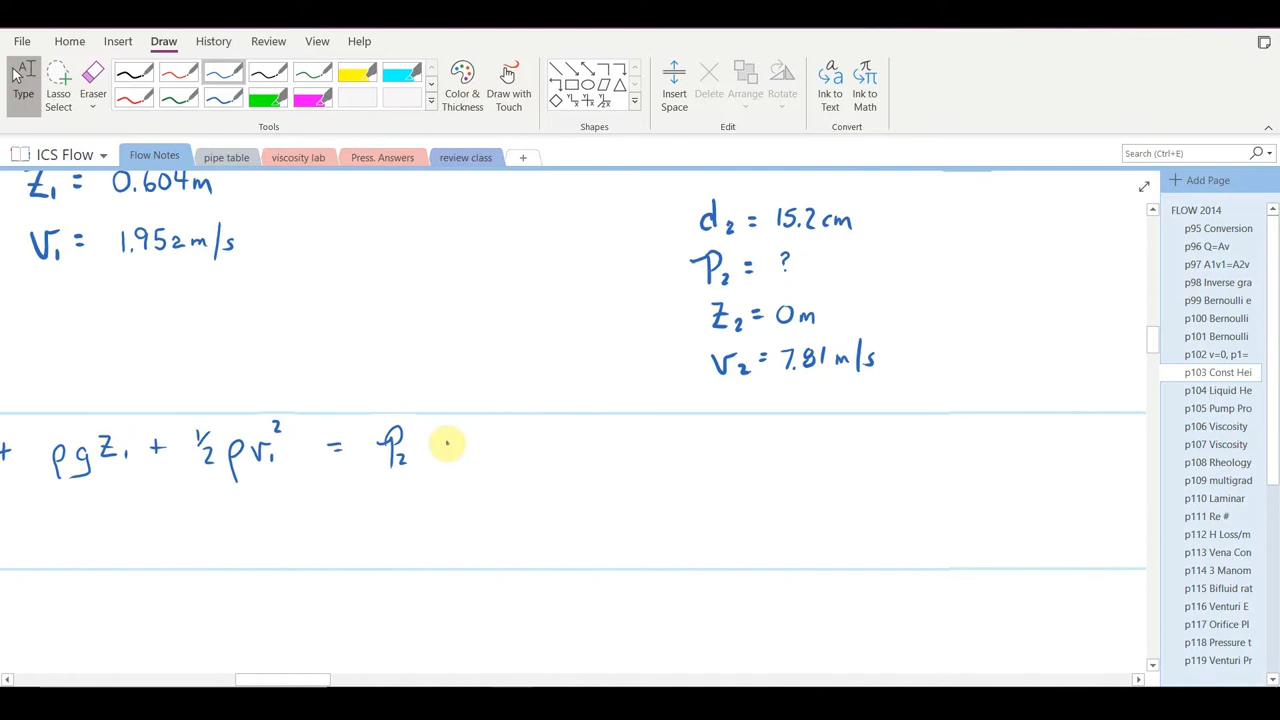 File Home Insert Draw History Review View Help
Type Lasso Select Eraser Color & Thickness Draw with Touch Insert Space Delete Arrange Rotate Ink to Text Ink to Math
Tools Shapes Edit Convert
ICS Flow Flow Notes pipe table viscosity lab Press. Answers review class + Search (Ctrl+E)
Add Page
FLOW 2014
p95 Conversion
p96 Q=Av
p97 A1v1=A2v
p98 Inverse gra
p99 Bernoulli e
p100 Bernoulli
p101 Bernoulli
p102 v=0, p1=
p103 Const Hei
p104 Liquid He
p105 Pump Pro
p106 Viscosity
p107 Viscosity
p108 Rheology
p109 multigrad
p110 Laminar
p111 Re #
p112 H Loss/m
p113 Vena Con
p114 3 Manom
p115 Bifluid rat
p116 Venturi E
p117 Orifice Pl
p118 Pressure t
p119 Venturi Pr
z₁ = 0.604m
v₁ = 1.952m/s
d₂ = 15.2cm
P₂ = ?
z₂ = 0m
v₂ = 7.81m/s
+ ρgz₁ + ½ρv₁² = P₂